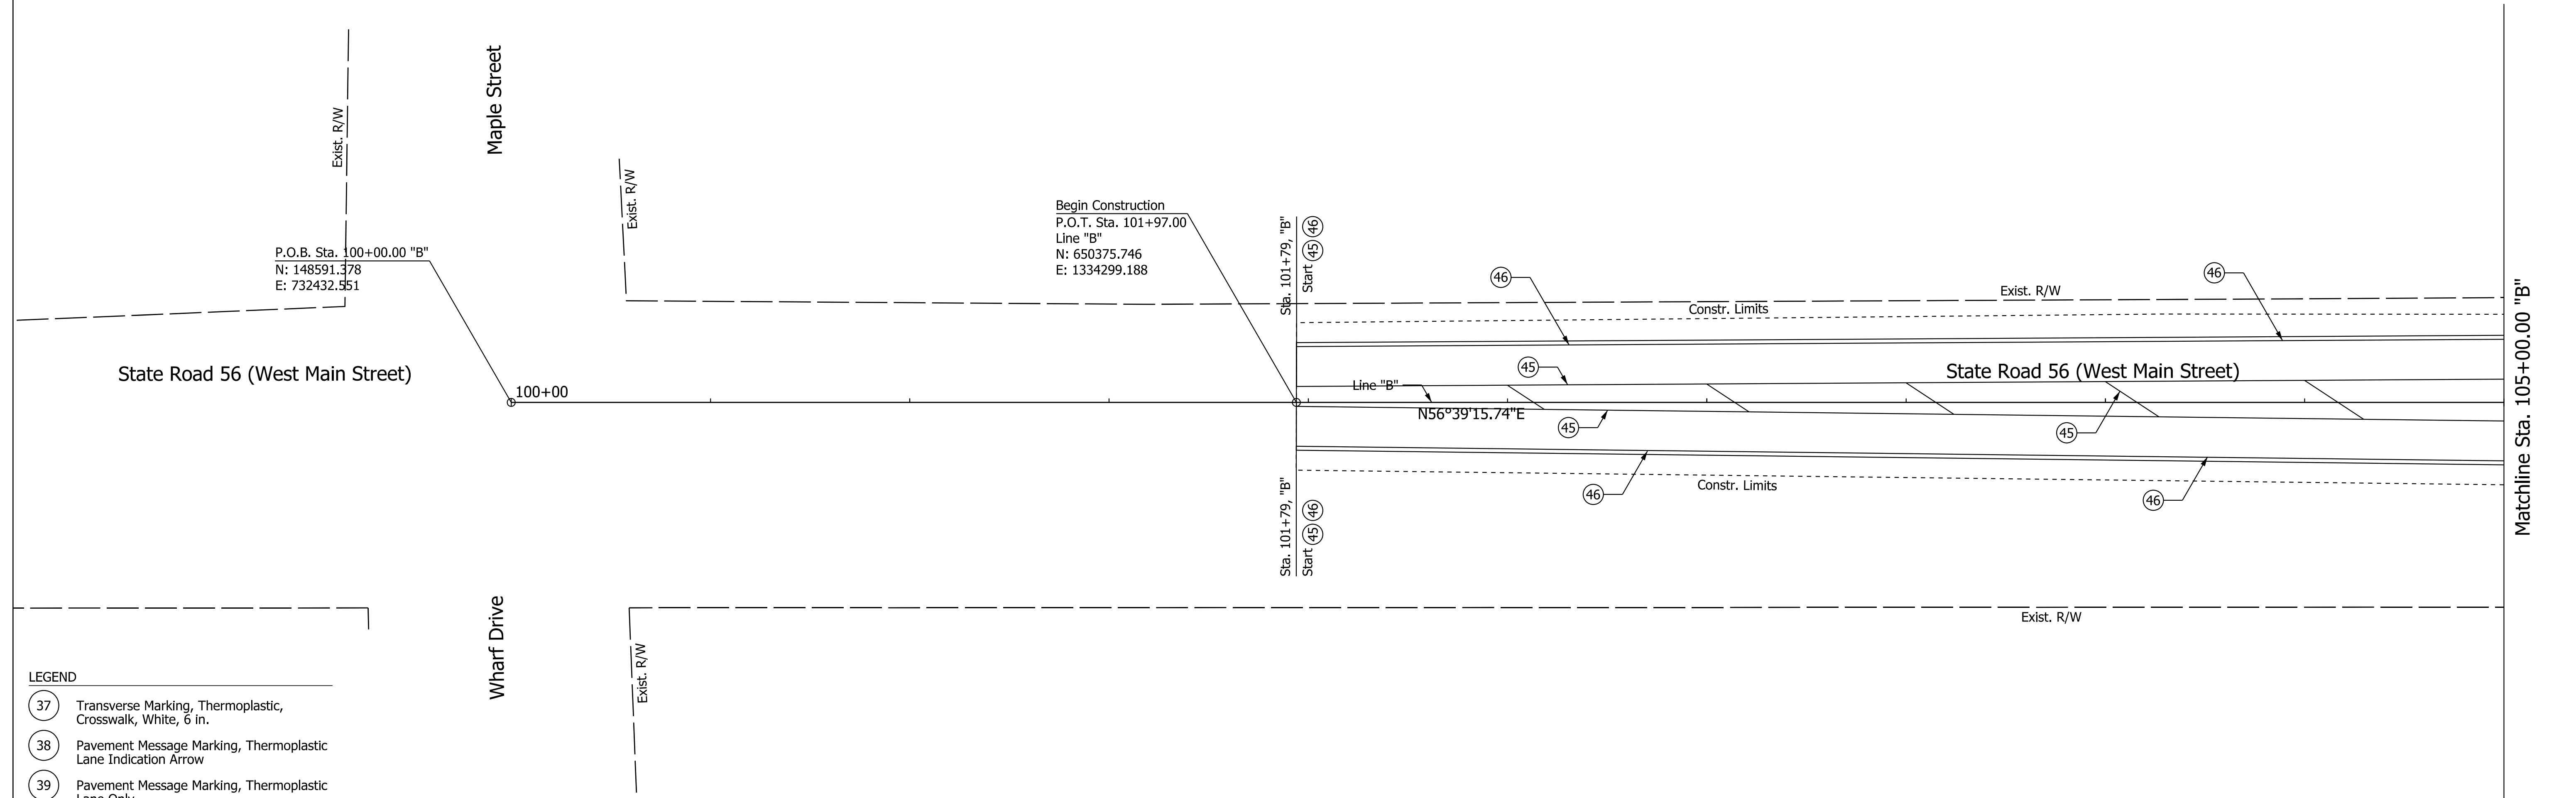 Maple Street
Exist. R/W
Exist. R/W
P.O.B. Sta. 100+00.00 "B"
N: 148591.378
E: 732432.551
Begin Construction
P.O.T. Sta. 101+97.00
Line "B"
N: 650375.746
E: 1334299.188
Sta. 101+79, "B"
Start 45 46
46
46
Exist. R/W
Constr. Limits
State Road 56 (West Main Street)
100+00
45
Line "B"
N56°39'15.74"E
State Road 56 (West Main Street)
45
45
46
46
Constr. Limits
Sta. 101+79, "B"
Start 45 46
Matchline Sta. 105+00.00 "B"
Exist. R/W
Wharf Drive
Exist. R/W
LEGEND
37 Transverse Marking, Thermoplastic,
Crosswalk, White, 6 in.
38 Pavement Message Marking, Thermoplastic
Lane Indication Arrow
39 Pavement Message Marking, Thermoplastic
Lane Only